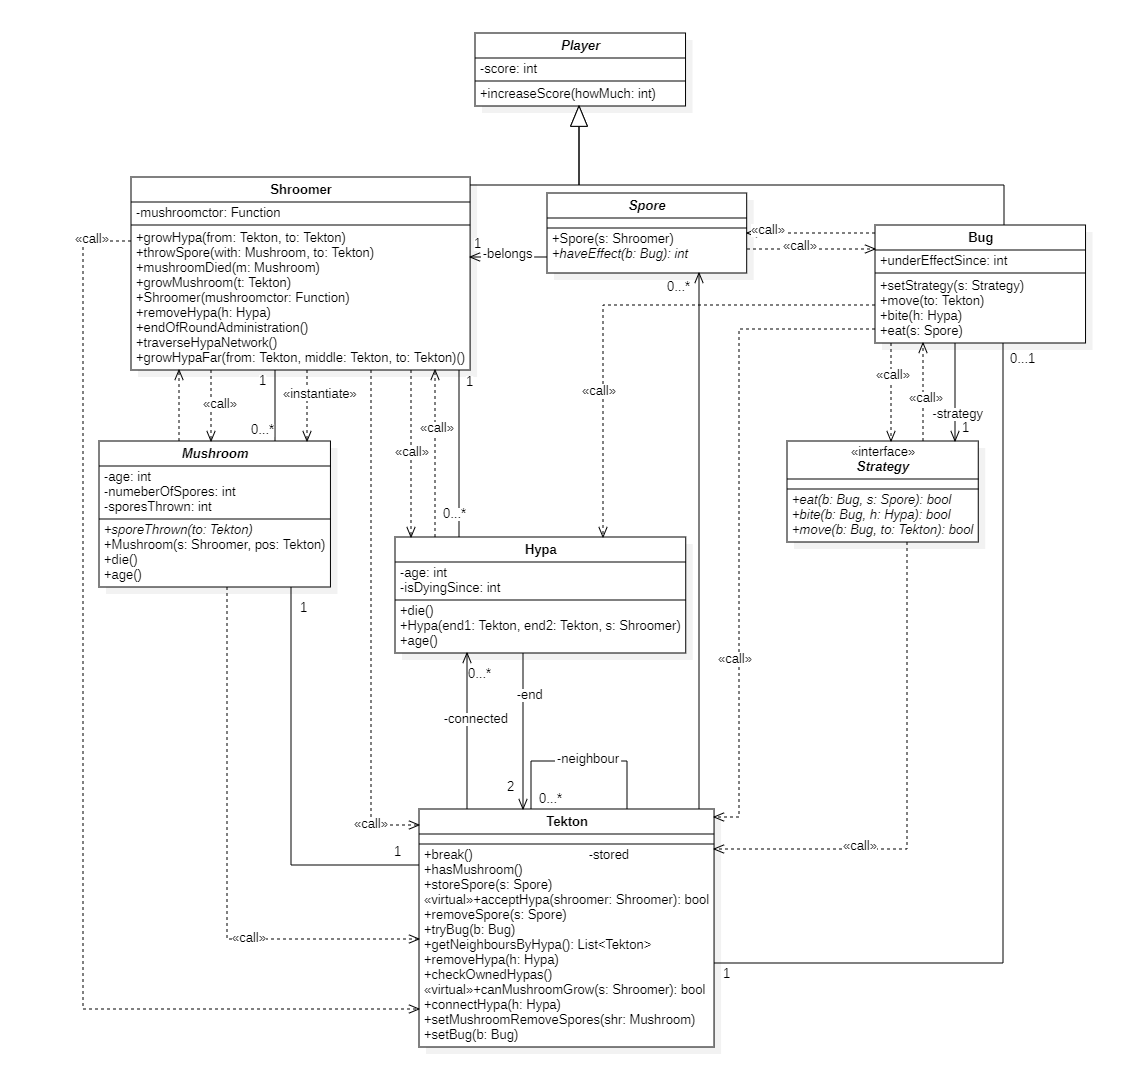 Player
-score: int
+increaseScore(howMuch: int)
Shroomer
-mushroomctor: Function
+growHypa(from: Tekton, to: Tekton)
+throwSpore(with: Mushroom, to: Tekton)
+mushroomDied(m: Mushroom)
+growMushroom(t: Tekton)
+Shroomer(mushroomctor: Function)
+removeHypa(h: Hypa)
+endOfRoundAdministration()
+traverseHypaNetwork()
+growHypaFar(from: Tekton, middle: Tekton, to: Tekton)()
Spore
+Spore(s: Shroomer)
+haveEffect(b: Bug): int
Bug
+underEffectSince: int
+setStrategy(s: Strategy)
+move(to: Tekton)
+bite(h: Hypa)
+eat(s: Spore)
«call»
«call»
«call»
1
-belongs
0...*
0...1
1
1
«instantiate»
«call»
0...*
«call»
«call»
0...*
«call»
«call»
«call»
-strategy
1
Mushroom
-age: int
-numeberOfSpores: int
-sporesThrown: int
+sporeThrown(to: Tekton)
+Mushroom(s: Shroomer, pos: Tekton)
+die()
+age()
«interface»
Strategy
+eat(b: Bug, s: Spore): bool
+bite(b: Bug, h: Hypa): bool
+move(b: Bug, to: Tekton): bool
Hypa
-age: int
-isDyingSince: int
+die()
+Hypa(end1: Tekton, end2: Tekton, s: Shroomer)
+age()
1
0...*
-end
-connected
«call»
-neighbour
2
0...*
«call»
1
«call»
«call»
1
Tekton
+break()
-stored
+hasMushroom()
+storeSpore(s: Spore)
«virtual»+acceptHypa(shroomer: Shroomer): bool
+removeSpore(s: Spore)
+tryBug(b: Bug)
+getNeighboursByHypa(): List<Tekton>
+removeHypa(h: Hypa)
+checkOwnedHypas()
«virtual»+canMushroomGrow(s: Shroomer): bool
+connectHypa(h: Hypa)
+setMushroomRemoveSpores(shr: Mushroom)
+setBug(b: Bug)